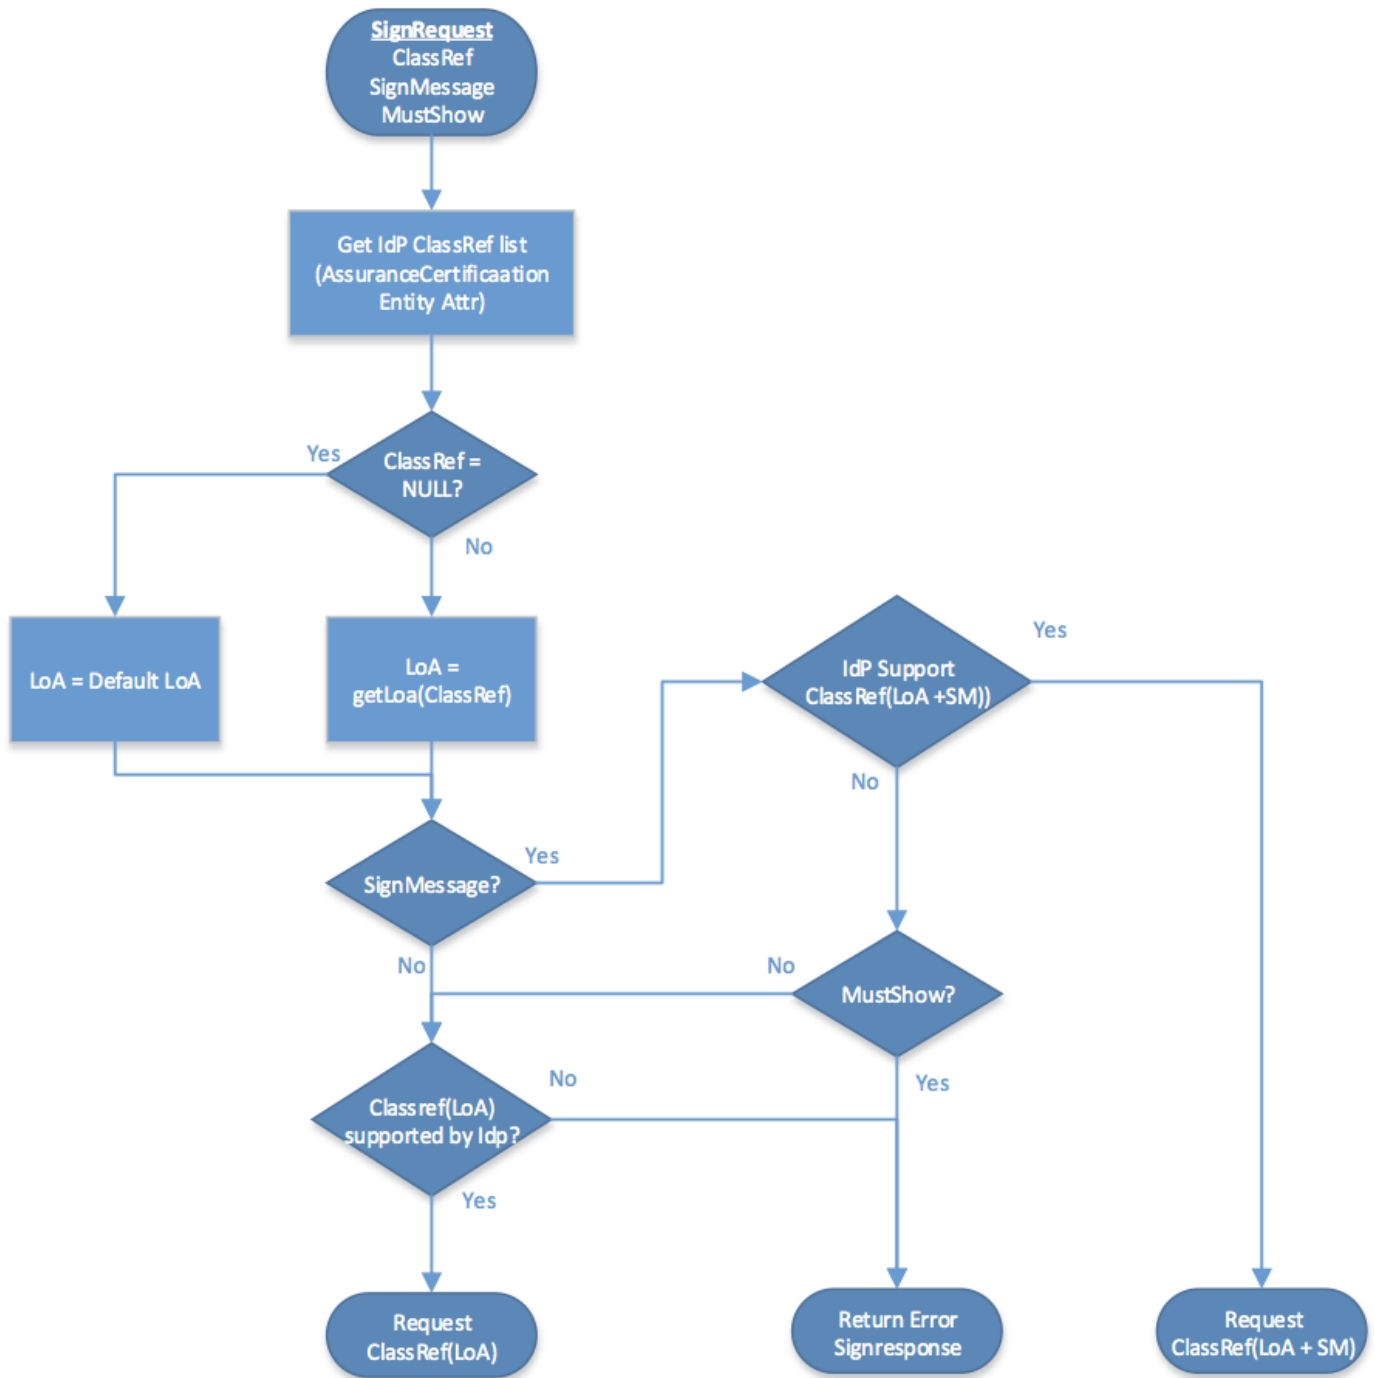 SignRequest
ClassRef
SignMessage
MustShow
Get IdP ClassRef list
(AssuranceCertificaation
Entity Attr)
Yes
ClassRef =
NULL?
No
LoA = Default LoA
LoA =
getLoa(ClassRef)
IdP Support
ClassRef(LoA +SM))
Yes
No
SignMessage?
Yes
No
No
MustShow?
Yes
No
Classref(LoA)
supported by Idp?
Yes
Request
ClassRef(LoA)
Return Error
Signresponse
Request
ClassRef(LoA + SM)